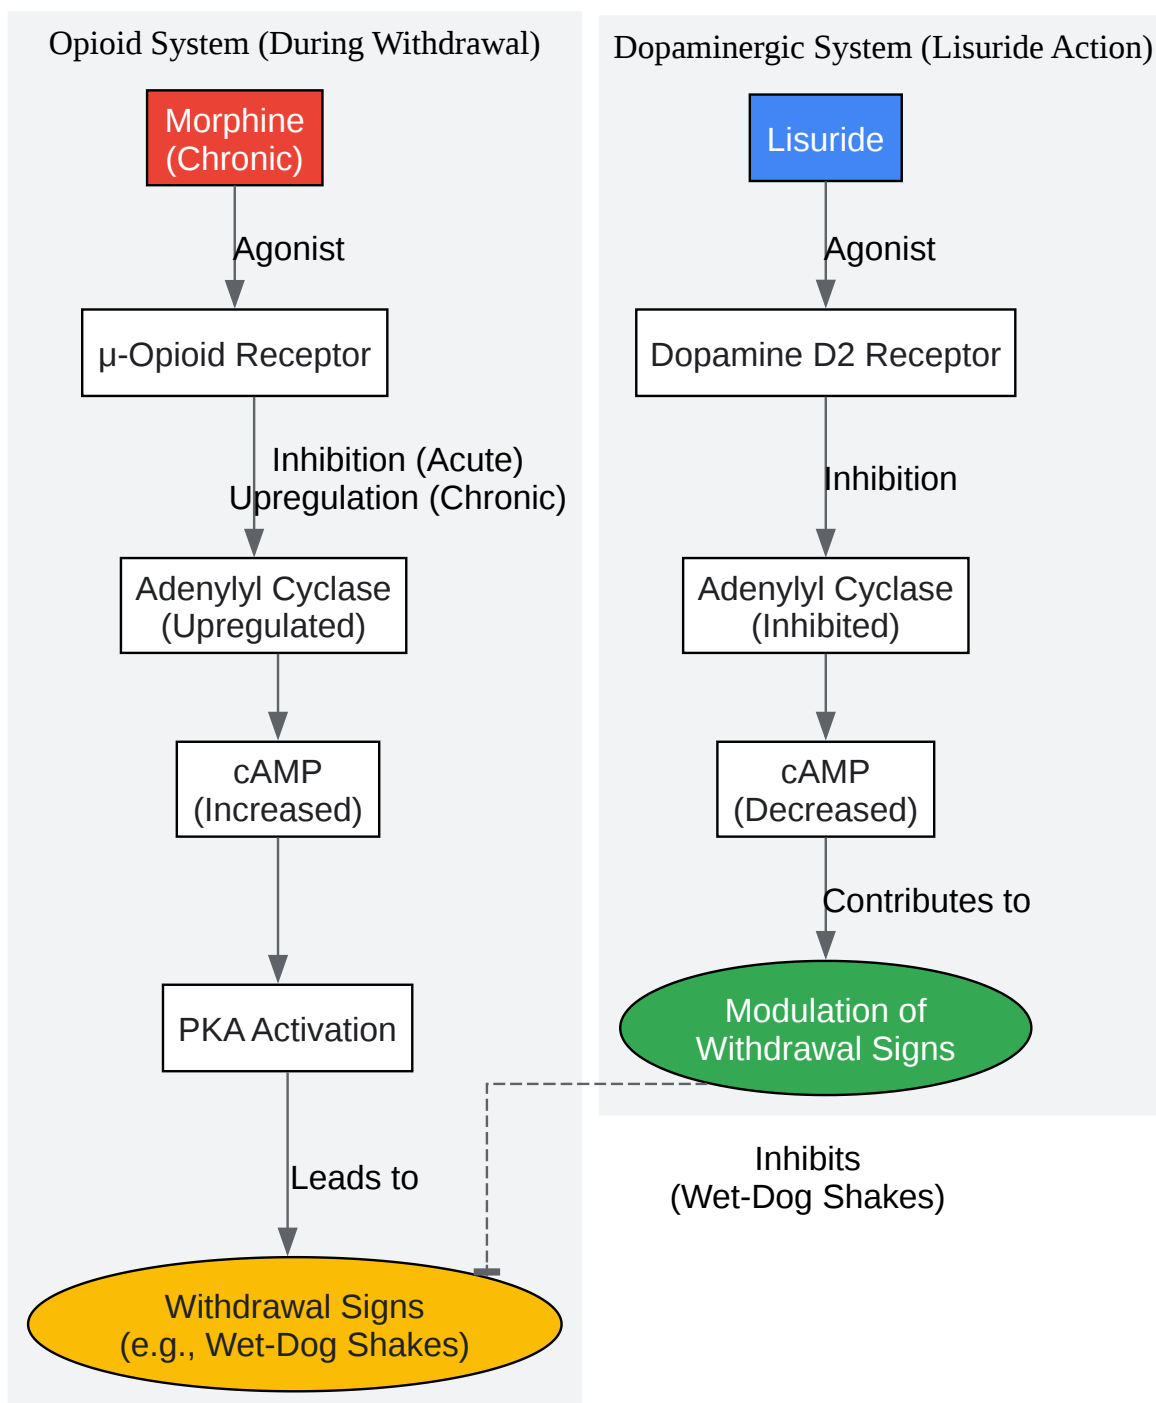 Opioid System (During Withdrawal)
Morphine
(Chronic)
Agonist
μ-Opioid Receptor
Inhibition (Acute)
Upregulation (Chronic)
Adenylyl Cyclase
(Upregulated)
cAMP
(Increased)
PKA Activation
Leads to
Withdrawal Signs
(e.g., Wet-Dog Shakes)
Dopaminergic System (Lisuride Action)
Lisuride
Agonist
Dopamine D2 Receptor
Inhibition
Adenylyl Cyclase
(Inhibited)
cAMP
(Decreased)
Contributes to
Modulation of
Withdrawal Signs
Inhibits
(Wet-Dog Shakes)